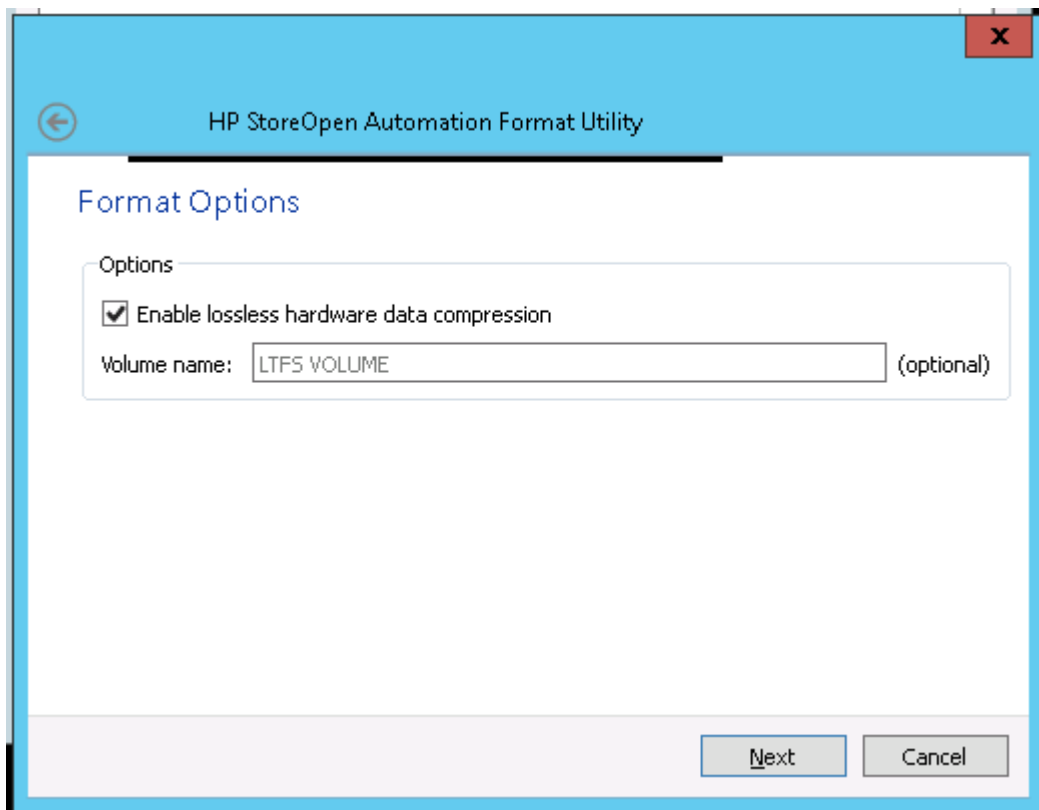 x
HP StoreOpen Automation Format Utility
Format Options
Options
Enable lossless hardware data compression
Volume name: LTFS VOLUME (optional)
Next Cancel